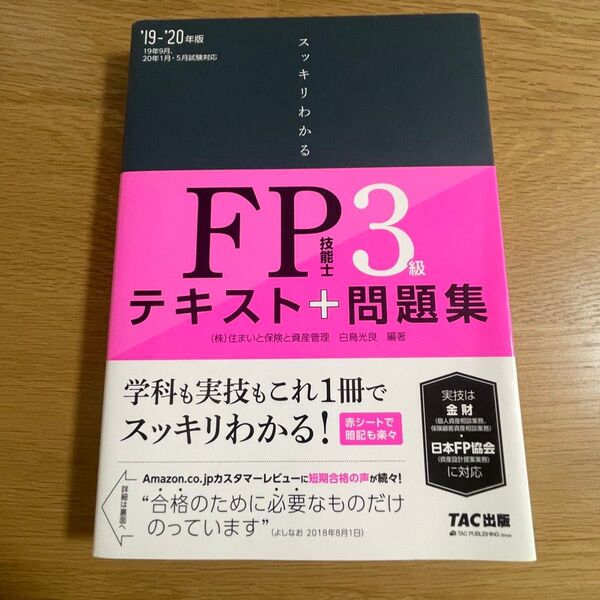 '19-'20年版
19年9月、
20年1月・5月試験対応
スッキリわかる
FP技能士3級
テキスト+問題集
(株)住まいと保険と資産管理 白鳥光良 編著
学科も実技もこれ1冊で
スッキリわかる!
赤シートで
暗記も楽々
実技は
金財
(個人資産相談業務、
保険顧客資産相談業務)
・
日本FP協会
(資産設計提案業務)
に対応
Amazon.co.jpカスタマーレビューに短期合格の声が続々!
“合格のために必要なものだけ
のっています”(よしなお 2018年8月1日)
詳細は裏面へ
TAC出版
TAC PUBLISHING Group